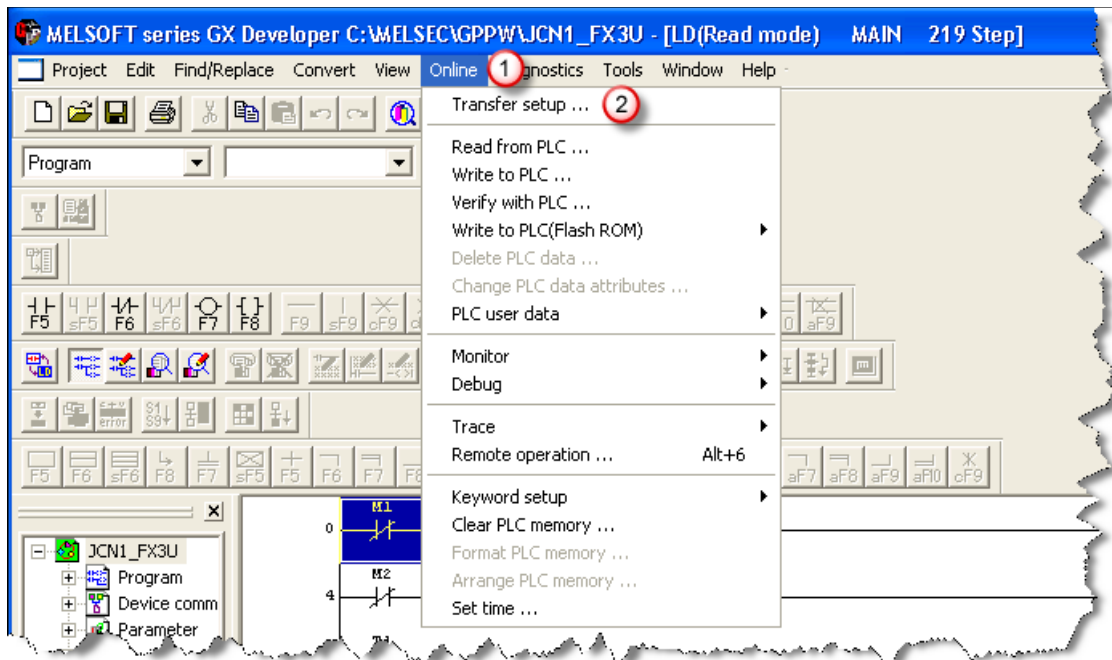 MELSOFT series GX Developer C:\MELSEC\GPPW\JCN1_FX3U - [LD(Read mode) MAIN 219 Step]
Project Edit Find/Replace Convert View Online 1 gnostics Tools Window Help
Transfer setup ... 2
Read from PLC ...
Program
Write to PLC ...
Verify with PLC ...
Write to PLC(Flash ROM)
Delete PLC data ...
Change PLC data attributes ...
PLC user data
F5 sF5 F6 sF6 F7 F8 F9 sF9 cF9 aF9
Monitor
Debug
error S1 S9
Trace
Remote operation ... Alt+6
F5 F6 sF6 F8 F7 sF5 F5 F6 F7 aF7 aF8 aF9 aF10 cF9
Keyword setup
M1
0
Clear PLC memory ...
JCN1_FX3U
Format PLC memory ...
Program
M2
Arrange PLC memory ...
4
Device comm
Set time ...
Parameter